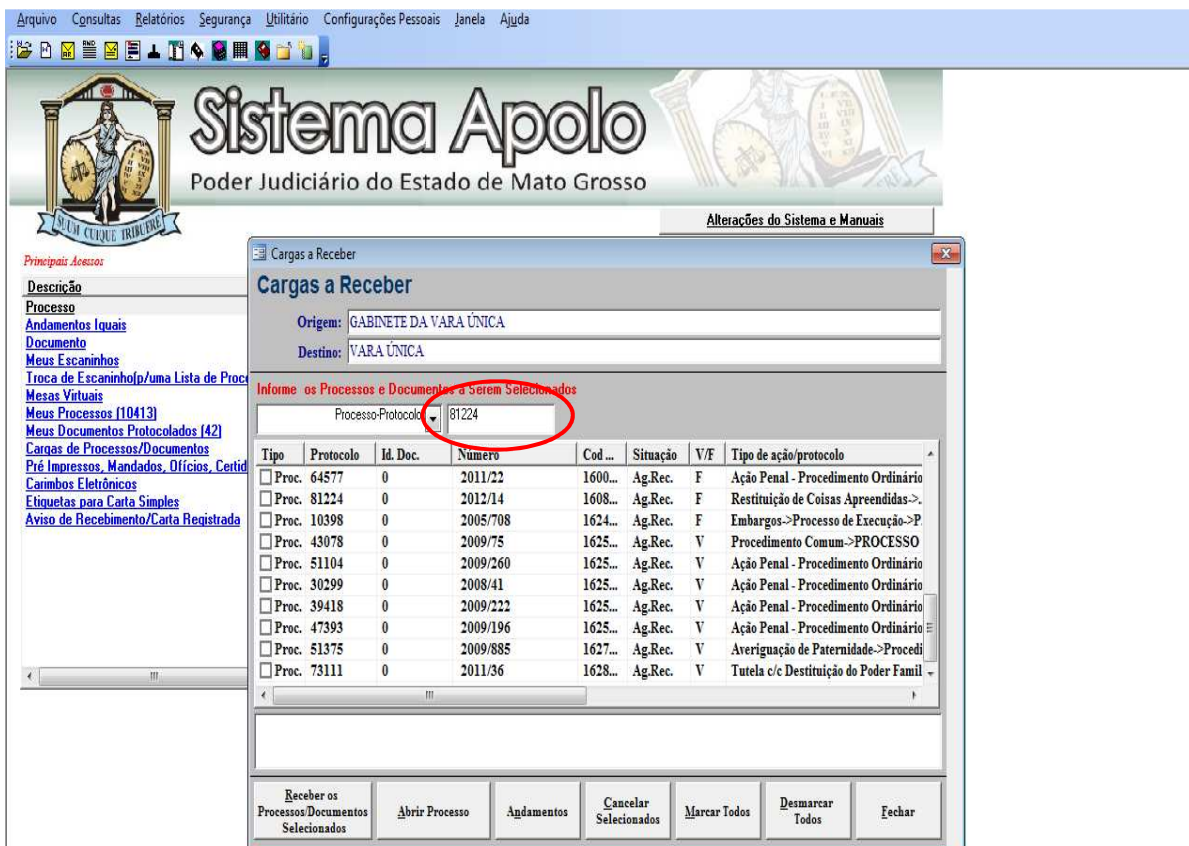 Arquivo Consultas Relatórios Segurança Utilitário Configurações Pessoais Janela Ajuda
Sistema Apolo
Poder Judiciário do Estado de Mato Grosso
SUUM CUIQUE TRIBUERE
Alterações do Sistema e Manuais
Principais Acessos
Descrição
Processo
Andamentos Iguais
Documento
Meus Escaninhos
Troca de Escaninho(p/uma Lista de Proce
Mesas Virtuais
Meus Processos (10413)
Meus Documentos Protocolados (42)
Cargas de Processos/Documentos
Pré Impressos, Mandados, Ofícios, Certid
Carimbos Eletrônicos
Etiquetas para Carta Simples
Aviso de Recebimento/Carta Registrada
Cargas a Receber
Cargas a Receber
Origem: GABINETE DA VARA ÚNICA
Destino: VARA ÚNICA
Informe os Processos e Documentos a Serem Selecionados
Processo-Protocolo 81224
Tipo Protocolo Id. Doc. Número Cod ... Situação V/F Tipo de ação/protocolo
Proc. 64577 0 2011/22 1600... Ag.Rec. F Ação Penal - Procedimento Ordinário
Proc. 81224 0 2012/14 1608... Ag.Rec. F Restituição de Coisas Apreendidas->.
Proc. 10398 0 2005/708 1624... Ag.Rec. F Embargos->Processo de Execução->P.
Proc. 43078 0 2009/75 1625... Ag.Rec. V Procedimento Comum->PROCESSO
Proc. 51104 0 2009/260 1625... Ag.Rec. V Ação Penal - Procedimento Ordinário
Proc. 30299 0 2008/41 1625... Ag.Rec. V Ação Penal - Procedimento Ordinário
Proc. 39418 0 2009/222 1625... Ag.Rec. V Ação Penal - Procedimento Ordinário
Proc. 47393 0 2009/196 1625... Ag.Rec. V Ação Penal - Procedimento Ordinário
Proc. 51375 0 2009/885 1627... Ag.Rec. V Averiguação de Paternidade->Procedi
Proc. 73111 0 2011/36 1628... Ag.Rec. V Tutela c/c Destituição do Poder Famil
Receber os
Processos/Documentos
Selecionados
Abrir Processo
Andamentos
Cancelar
Selecionados
Marcar Todos
Desmarcar
Todos
Fechar